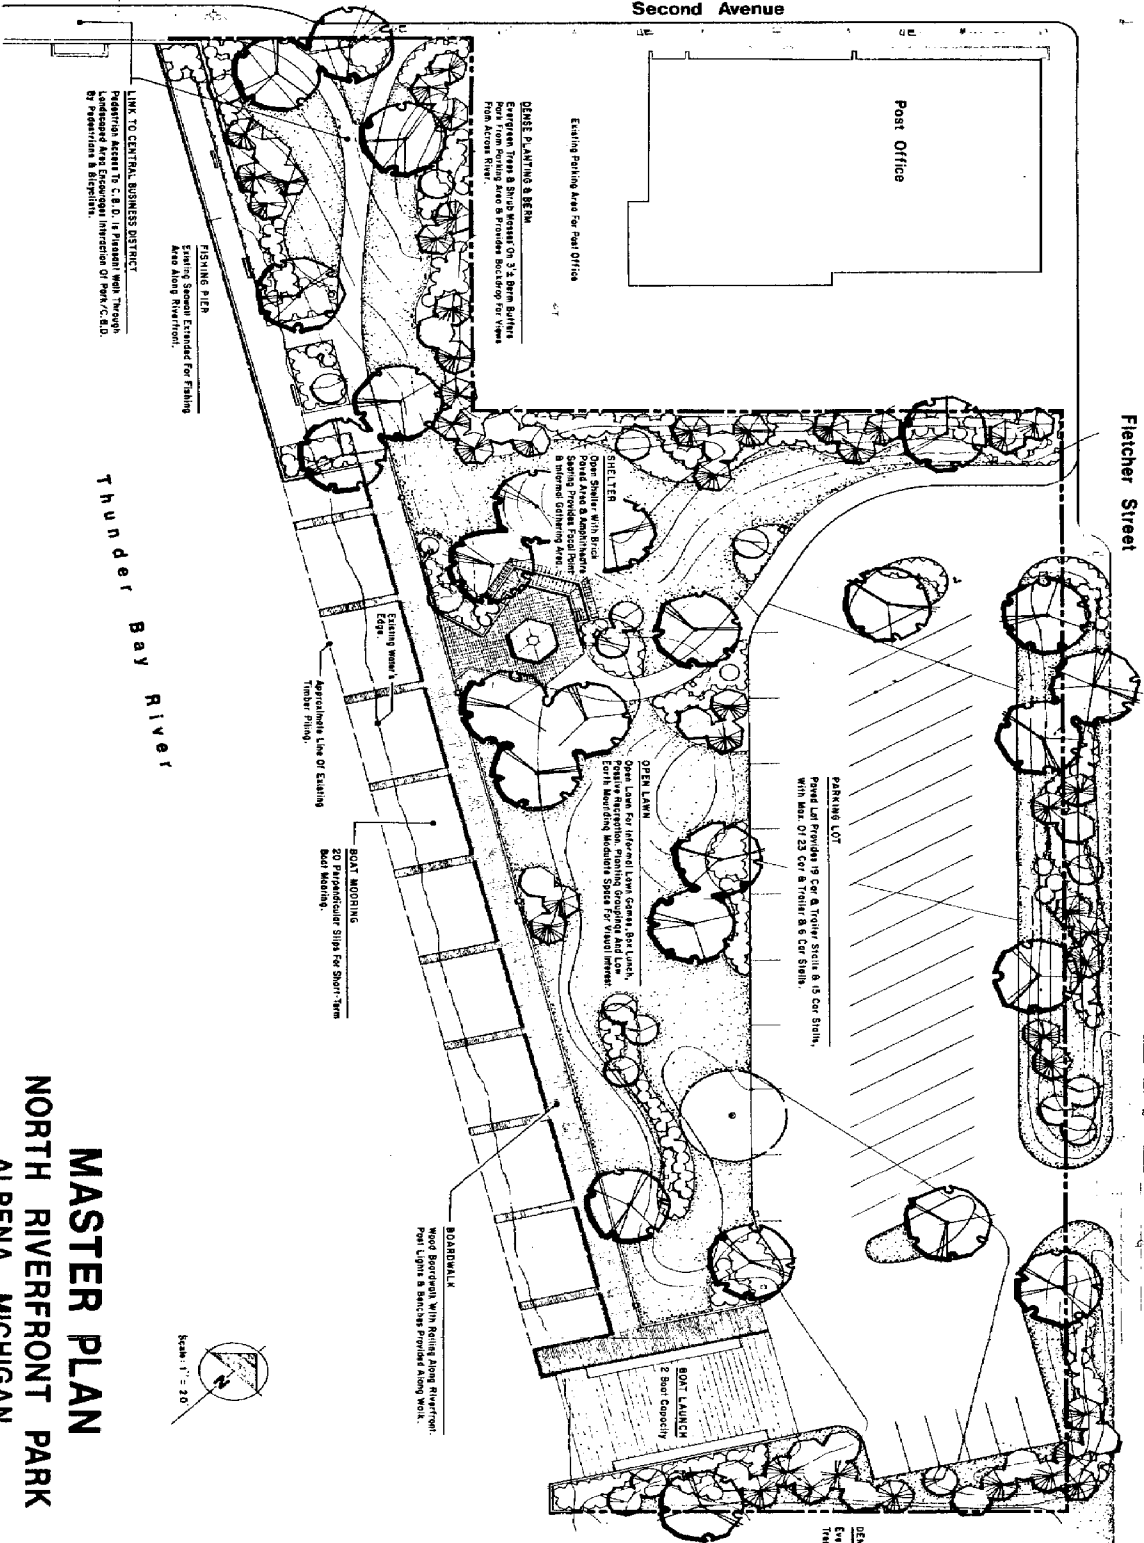 Second Avenue
Post Office
Fletcher Street
Existing Parking Area For Post Office
DENSE PLANTING & BERM
Evergreen Trees & Shrub Masses On 3'± Berm Buffers
Park From Parking Area & Provides Backdrop For Views
From Across River.
LINK TO CENTRAL BUSINESS DISTRICT
Pedestrian Access To C.B.D. Is Pleasant Walk Through
Landscaped Area Encourages Interaction Of Park/C.B.D.
By Pedestrians & Bicyclists.
FISHING PIER
Existing Seawall Extended For Fishing
Area Along Riverfront.
SHELTER
Open Shelter With Brick
Paved Area & Amphitheatre
Seating Provides Focal Point
& Informal Gathering Area.
Thunder Bay River
Existing Water's
Edge.
Approximate Line Of Existing
Timber Piling.
OPEN LAWN
Open Lawn For Informal Lawn Games, Box Lunch,
Passive Recreation. Planting Groupings And Low
Earth Mounding Modulate Space For Visual Interest
PARKING LOT
Paved Lot Provides 19 Car & Trailer Stalls & 15 Car Stalls,
With Max. Of 23 Car & Trailer & 6 Car Stalls.
BOAT MOORING
20 Perpendicular Slips For Short-Term
Boat Mooring.
BOARDWALK
Wood Boardwalk With Railing Along Riverfront.
Post Lights & Benches Provided Along Walk.
BOAT LAUNCH
2 Boat Capacity
MASTER PLAN
NORTH RIVERFRONT PARK
ALPENA, MICHIGAN
N
Scale: 1" = 20'